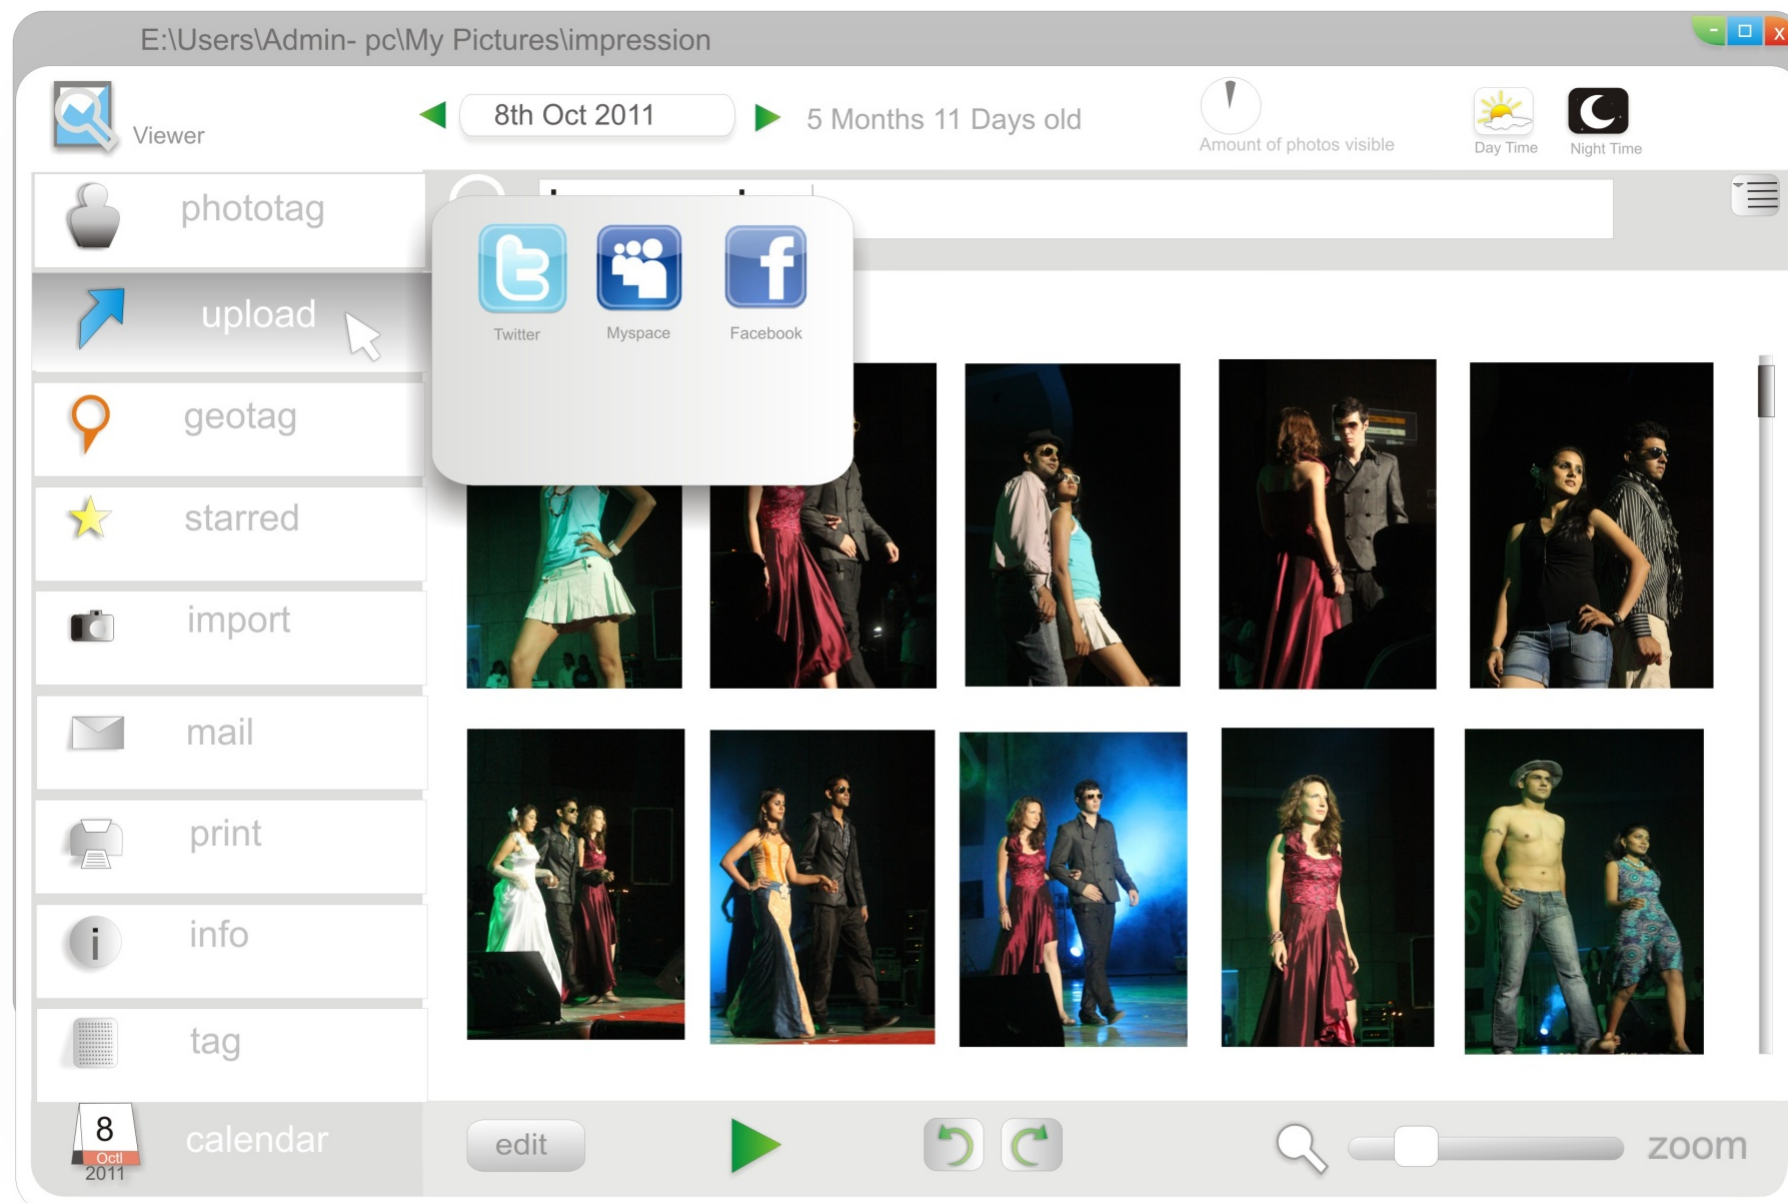 E:\Users\Admin- pc\My Pictures\impression
- x
Viewer
8th Oct 2011
5 Months 11 Days old
Amount of photos visible
Day Time
Night Time
phototag
upload
geotag
starred
import
mail
print
i
info
tag
8
Octl
2011
calendar
Twitter
Myspace
f
Facebook
edit
zoom